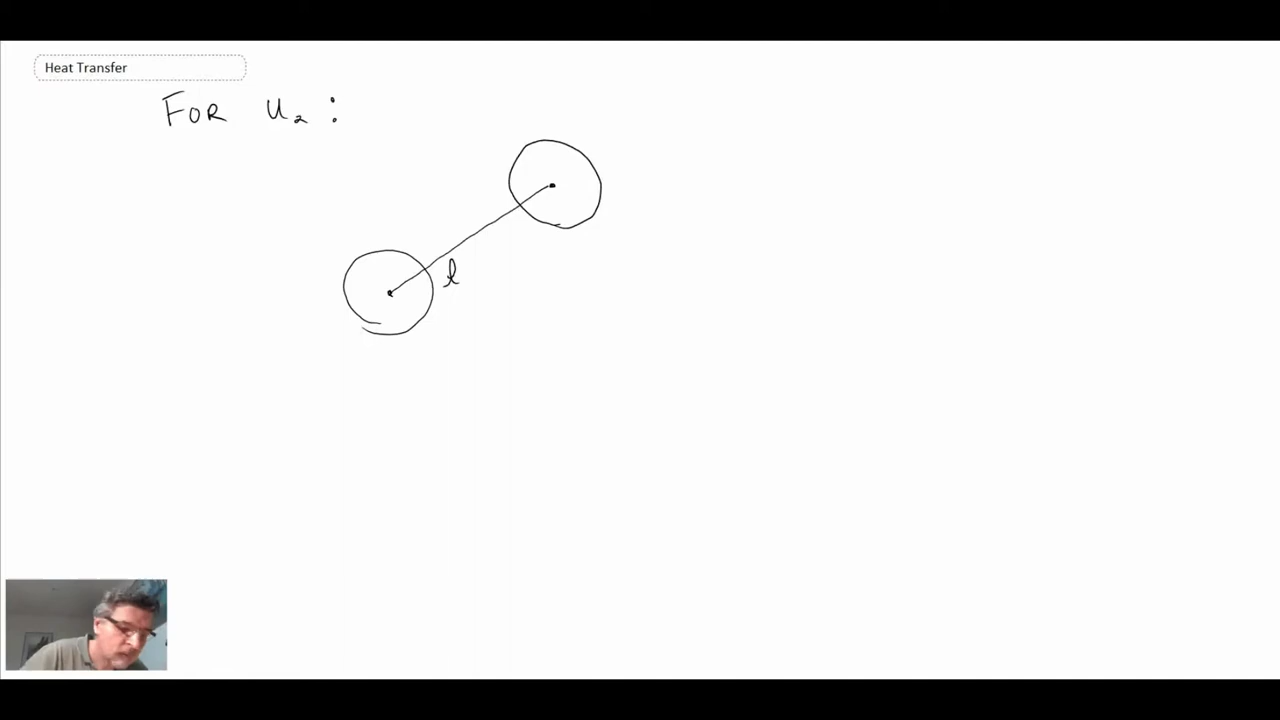 Heat Transfer
FOR u₂ :
l